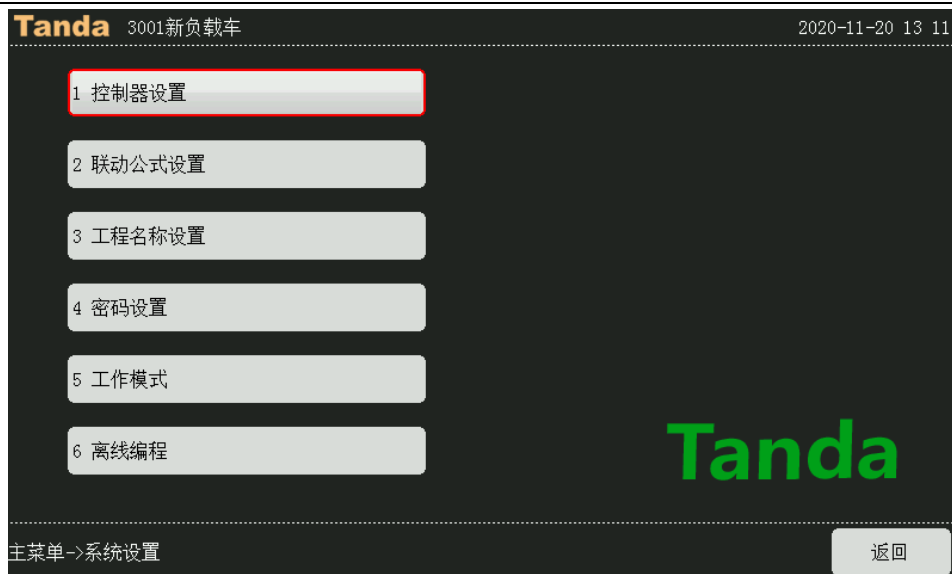 Tanda 3001新负载车 2020-11-20 13 11
1 控制器设置
2 联动公式设置
3 工程名称设置
4 密码设置
5 工作模式
6 离线编程
Tanda
主菜单->系统设置 返回